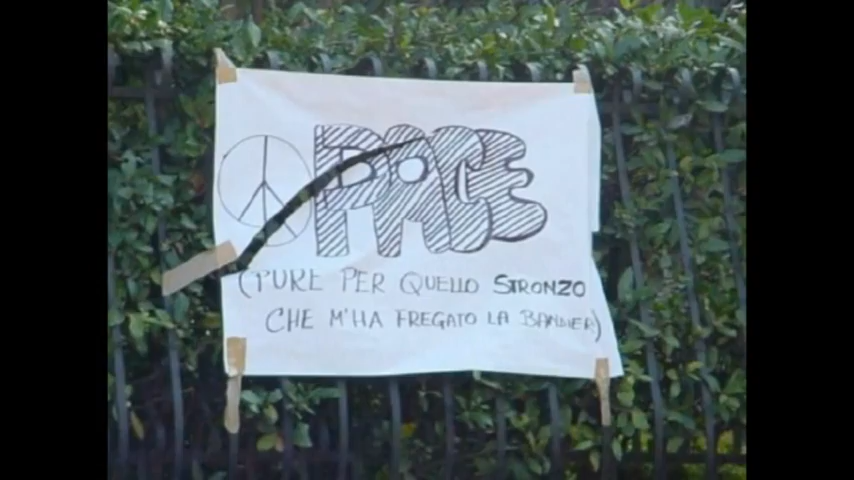 PACE
(PURE PER QUELLO STRONZO
CHE M'HA FREGATO LA BANDIER)